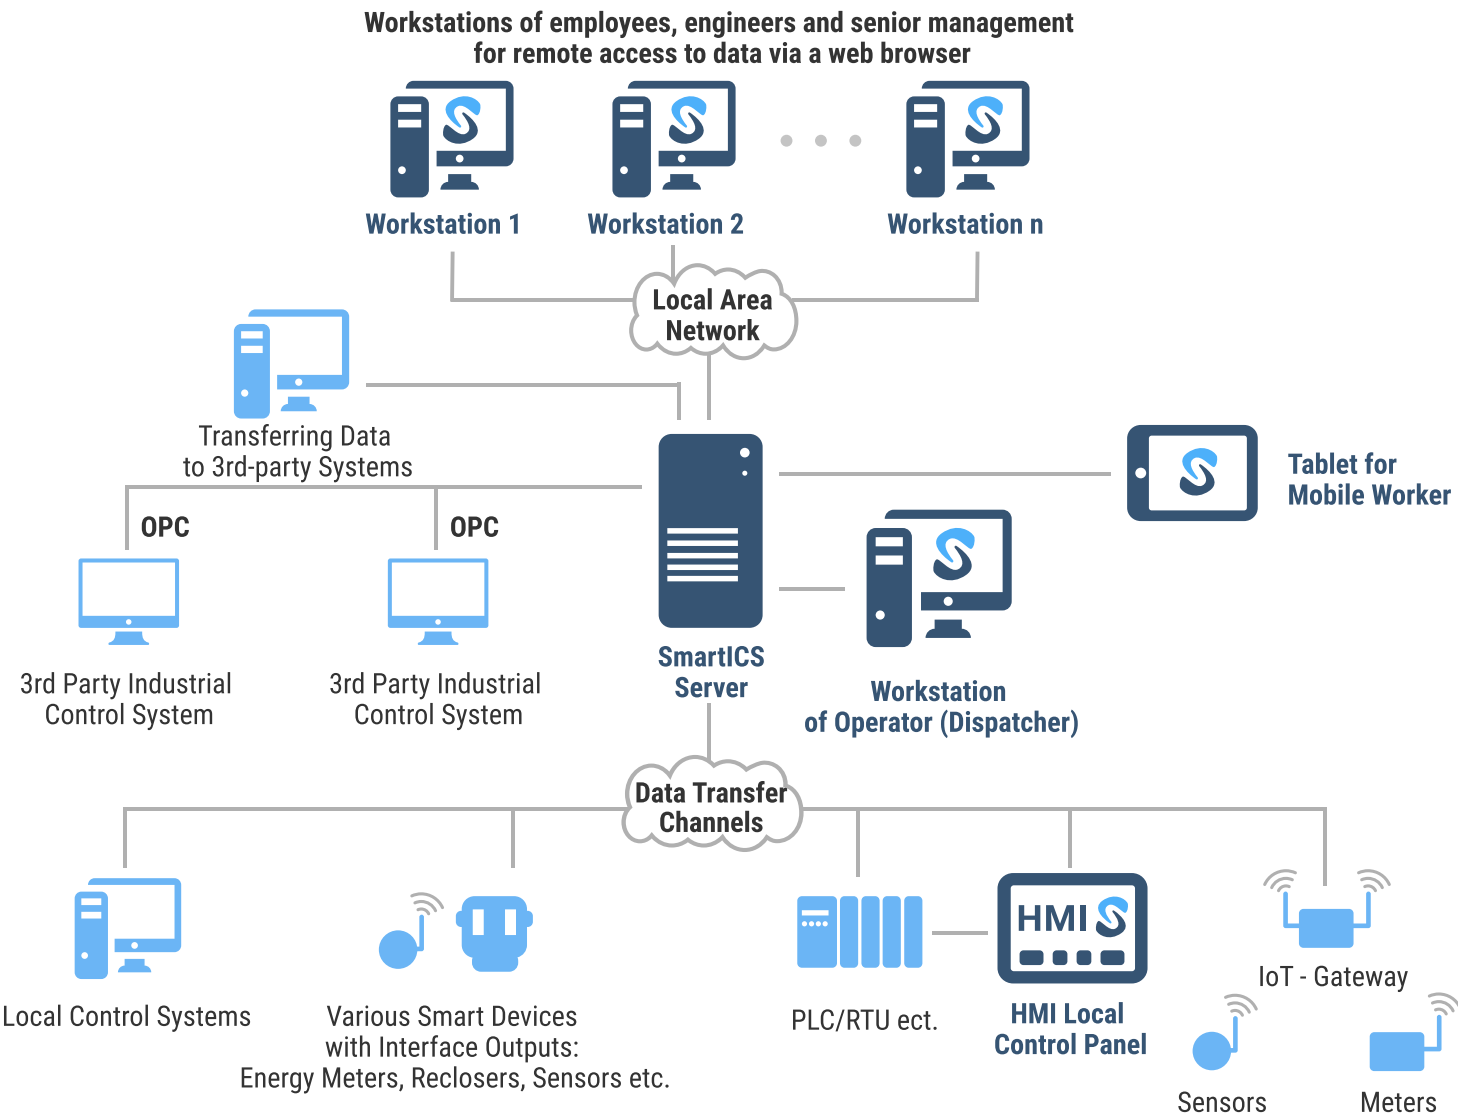 Workstations of employees, engineers and senior management
for remote access to data via a web browser
Workstation 1
Workstation 2
Workstation n
Local Area
Network
Transferring Data
to 3rd-party Systems
OPC
OPC
3rd Party Industrial
Control System
3rd Party Industrial
Control System
SmartICS
Server
Tablet for
Mobile Worker
Workstation
of Operator (Dispatcher)
Data Transfer
Channels
Local Control Systems
Various Smart Devices
with Interface Outputs:
Energy Meters, Reclosers, Sensors etc.
PLC/RTU ect.
HMI
HMI Local
Control Panel
IoT - Gateway
Sensors
Meters